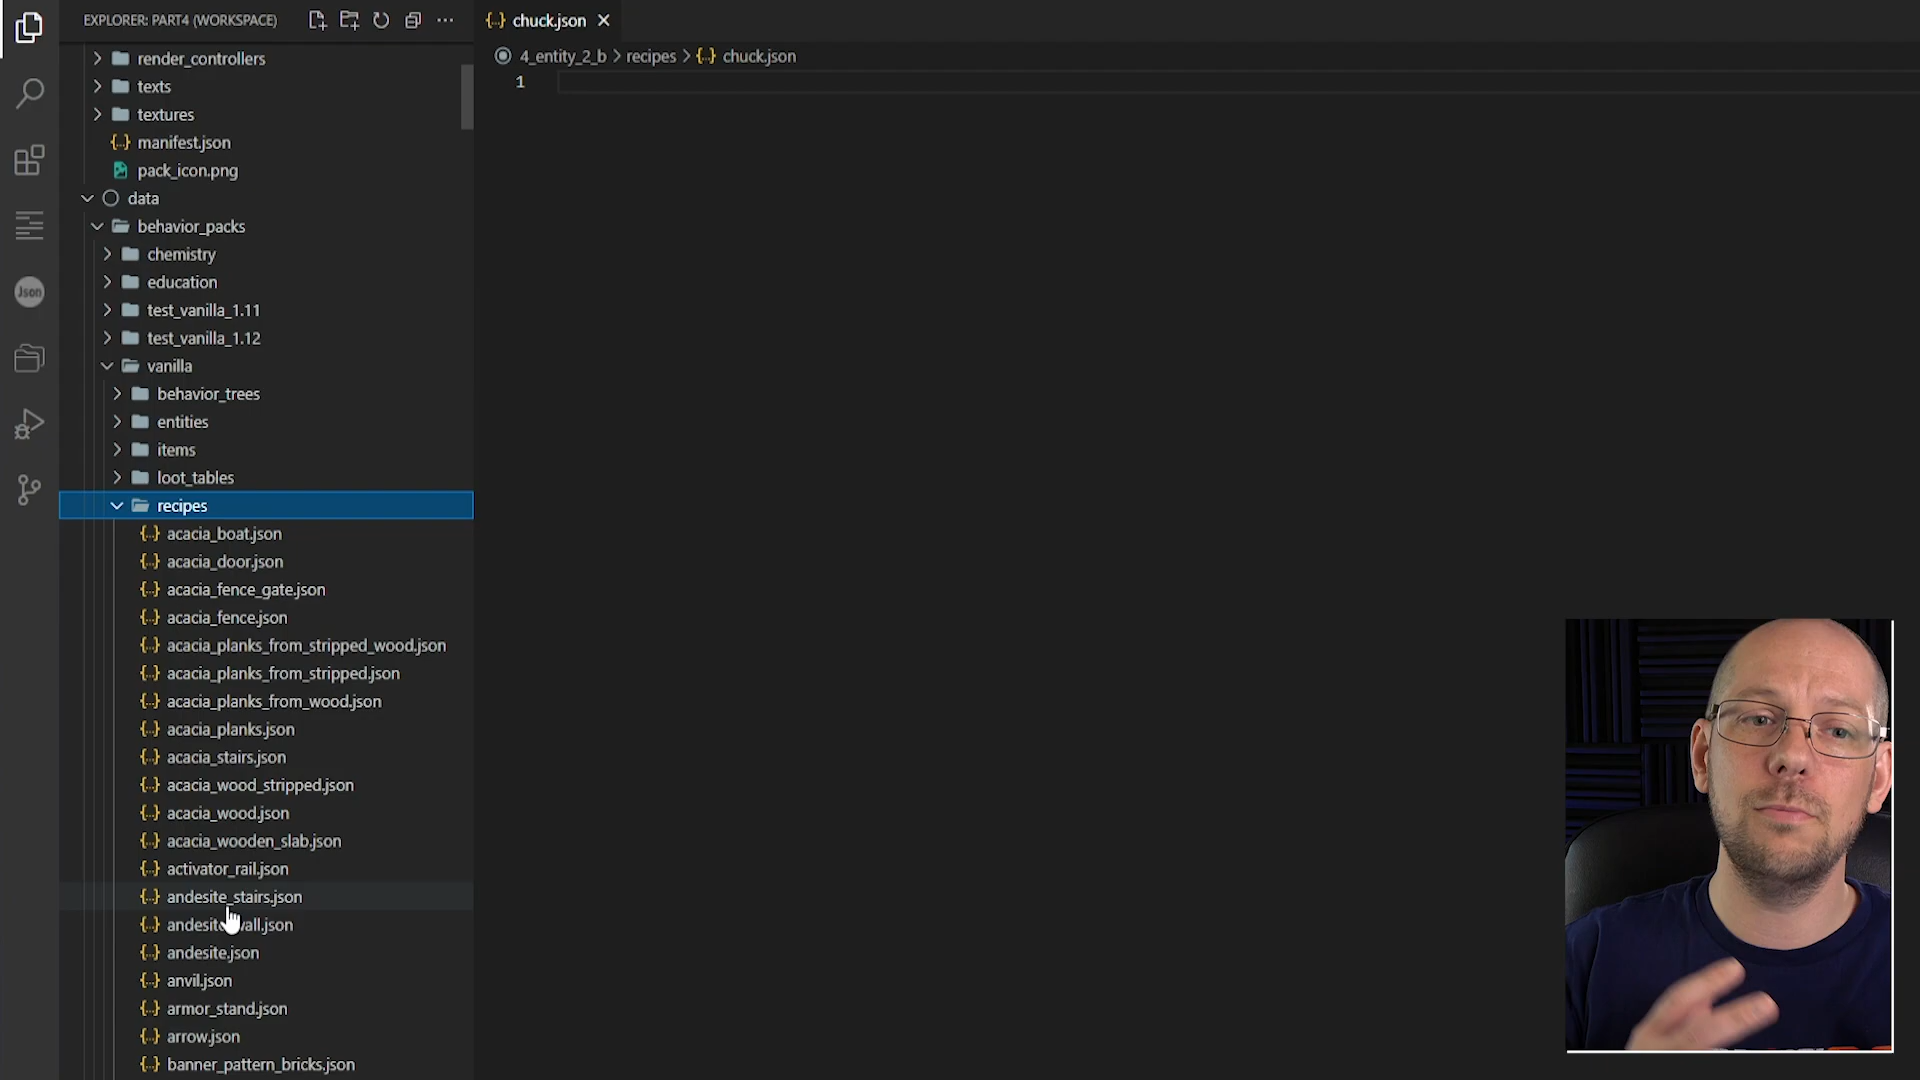 EXPLORER: PART4 (WORKSPACE)
render_controllers
texts
textures
manifest.json
pack_icon.png
data
behavior_packs
chemistry
education
test_vanilla_1.11
test_vanilla_1.12
vanilla
behavior_trees
entities
items
loot_tables
recipes
acacia_boat.json
acacia_door.json
acacia_fence_gate.json
acacia_fence.json
acacia_planks_from_stripped_wood.json
acacia_planks_from_stripped.json
acacia_planks_from_wood.json
acacia_planks.json
acacia_stairs.json
acacia_wood_stripped.json
acacia_wood.json
acacia_wooden_slab.json
activator_rail.json
andesite_stairs.json
andesite_wall.json
andesite.json
anvil.json
armor_stand.json
arrow.json
banner_pattern_bricks.json
Json
{..} chuck.json
4_entity_2_b > recipes > {..} chuck.json
1